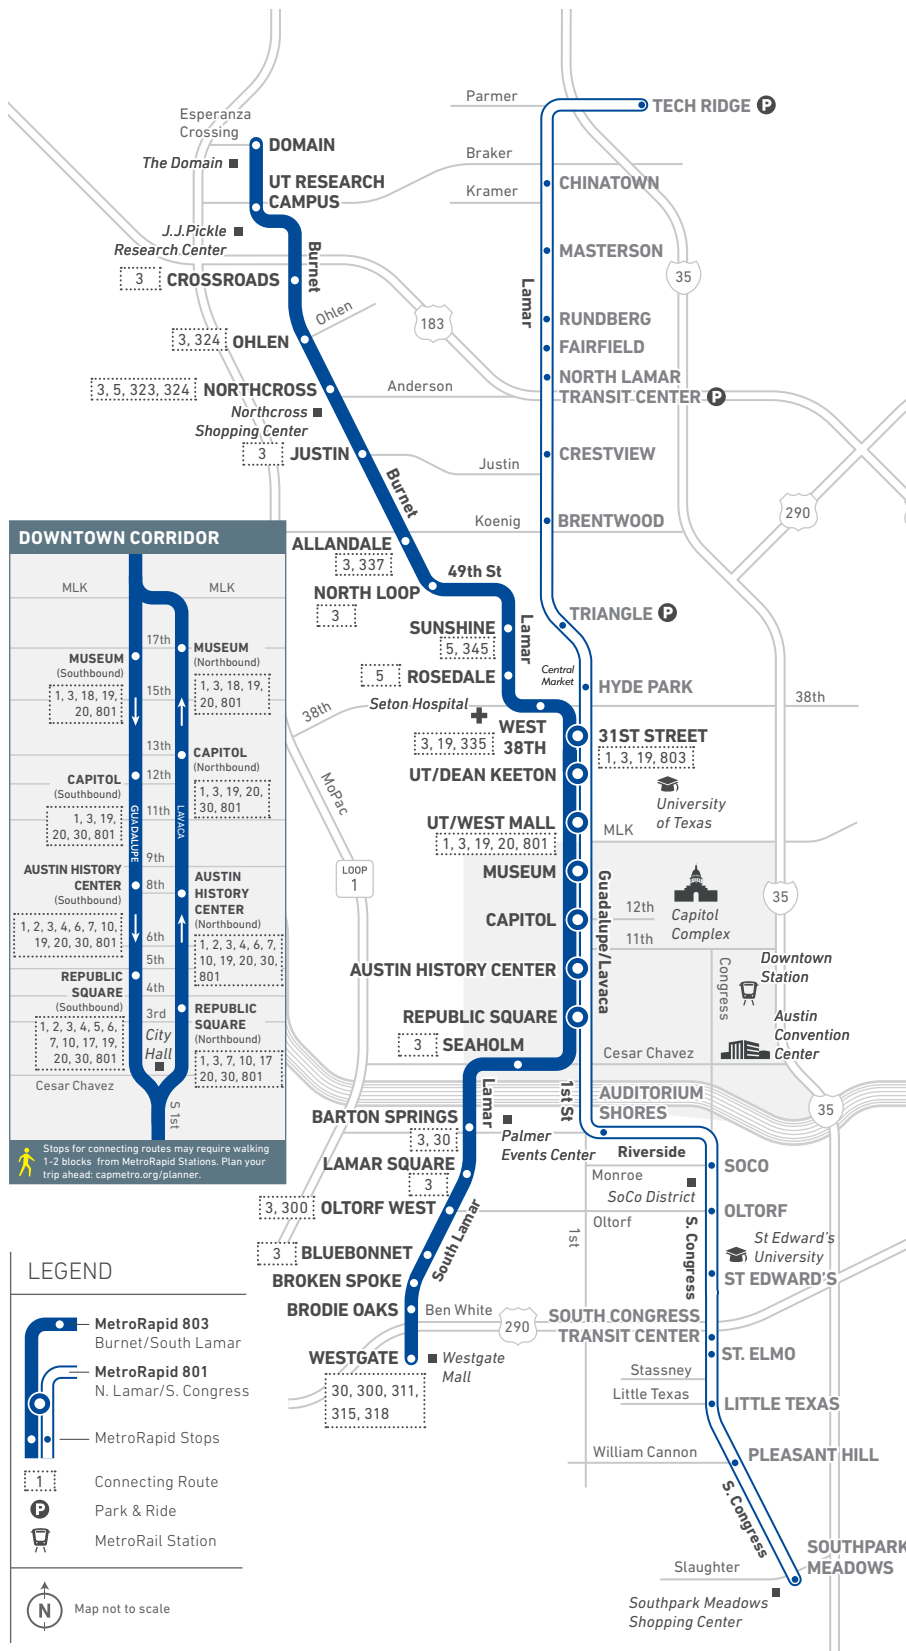 Parmer
TECH RIDGE P
Esperanza
Crossing
DOMAIN
The Domain
Braker
UT RESEARCH
CAMPUS
Kramer
CHINATOWN
J.J.Pickle
Research Center
Burnet
MASTERSON
3 CROSSROADS
Lamar
35
Ohlen
183
RUNDBERG
3, 324 OHLEN
FAIRFIELD
3, 5, 323, 324 NORTHCROSS
Anderson
NORTH LAMAR
TRANSIT CENTER P
Northcross
Shopping Center
3 JUSTIN
Justin
CRESTVIEW
Burnet
Koenig
BRENTWOOD
290
ALLANDALE
3, 337
49th St
NORTH LOOP
3
SUNSHINE
5, 345
Lamar
TRIANGLE P
5 ROSEDALE
Central
Market
HYDE PARK
Seton Hospital
38th
38th
WEST
38TH
3, 19, 335
31ST STREET
1, 3, 19, 803
UT/DEAN KEETON
MoPac
University
of Texas
UT/WEST MALL
1, 3, 19, 20, 801
MLK
LOOP
1
MUSEUM
Guadalupe/Lavaca
35
CAPITOL
12th
11th
Capitol
Complex
AUSTIN HISTORY CENTER
Congress
Downtown
Station
REPUBLIC SQUARE
Austin
Convention
Center
3 SEAHOLM
Cesar Chavez
Lamar
1st St
AUDITORIUM
SHORES
35
BARTON SPRINGS
3, 30
Palmer
Events Center
Riverside
LAMAR SQUARE
3
Monroe
SOCO
SoCo District
3, 300 OLTORF WEST
Oltorf
OLTORF
1st
S. Congress
South Lamar
3 BLUEBONNET
St Edward's
University
BROKEN SPOKE
ST EDWARD'S
BRODIE OAKS
Ben White
290
SOUTH CONGRESS
TRANSIT CENTER
WESTGATE
Westgate
Mall
ST. ELMO
30, 300, 311,
315, 318
Stassney
Little Texas
LITTLE TEXAS
William Cannon
PLEASANT HILL
S. Congress
SOUTHPARK
MEADOWS
Slaughter
Southpark Meadows
Shopping Center
DOWNTOWN CORRIDOR
MLK
MLK
17th
MUSEUM
(Southbound)
1, 3, 18, 19,
20, 801
MUSEUM
(Northbound)
1, 3, 18, 19,
20, 801
15th
13th
CAPITOL
(Southbound)
1, 3, 19,
20, 30, 801
CAPITOL
(Northbound)
1, 3, 19, 20,
30, 801
12th
11th
GUADALUPE
LAVACA
9th
AUSTIN HISTORY
CENTER
(Southbound)
1, 2, 3, 4, 6, 7, 10,
19, 20, 30, 801
8th
AUSTIN
HISTORY
CENTER
(Northbound)
1, 2, 3, 4, 6, 7,
10, 19, 20, 30,
801
6th
5th
REPUBLIC
SQUARE
(Southbound)
1, 2, 3, 4, 5, 6,
7, 10, 17, 19,
20, 30, 801
4th
3rd
REPUBLIC
SQUARE
(Northbound)
1, 3, 7, 10, 17
20, 30, 801
City
Hall
Cesar Chavez
S 1st
Stops for connecting routes may require walking
1-2 blocks from MetroRapid Stations. Plan your
trip ahead: capmetro.org/planner.
LEGEND
MetroRapid 803
Burnet/South Lamar
MetroRapid 801
N. Lamar/S. Congress
MetroRapid Stops
1 Connecting Route
P Park & Ride
MetroRail Station
N Map not to scale